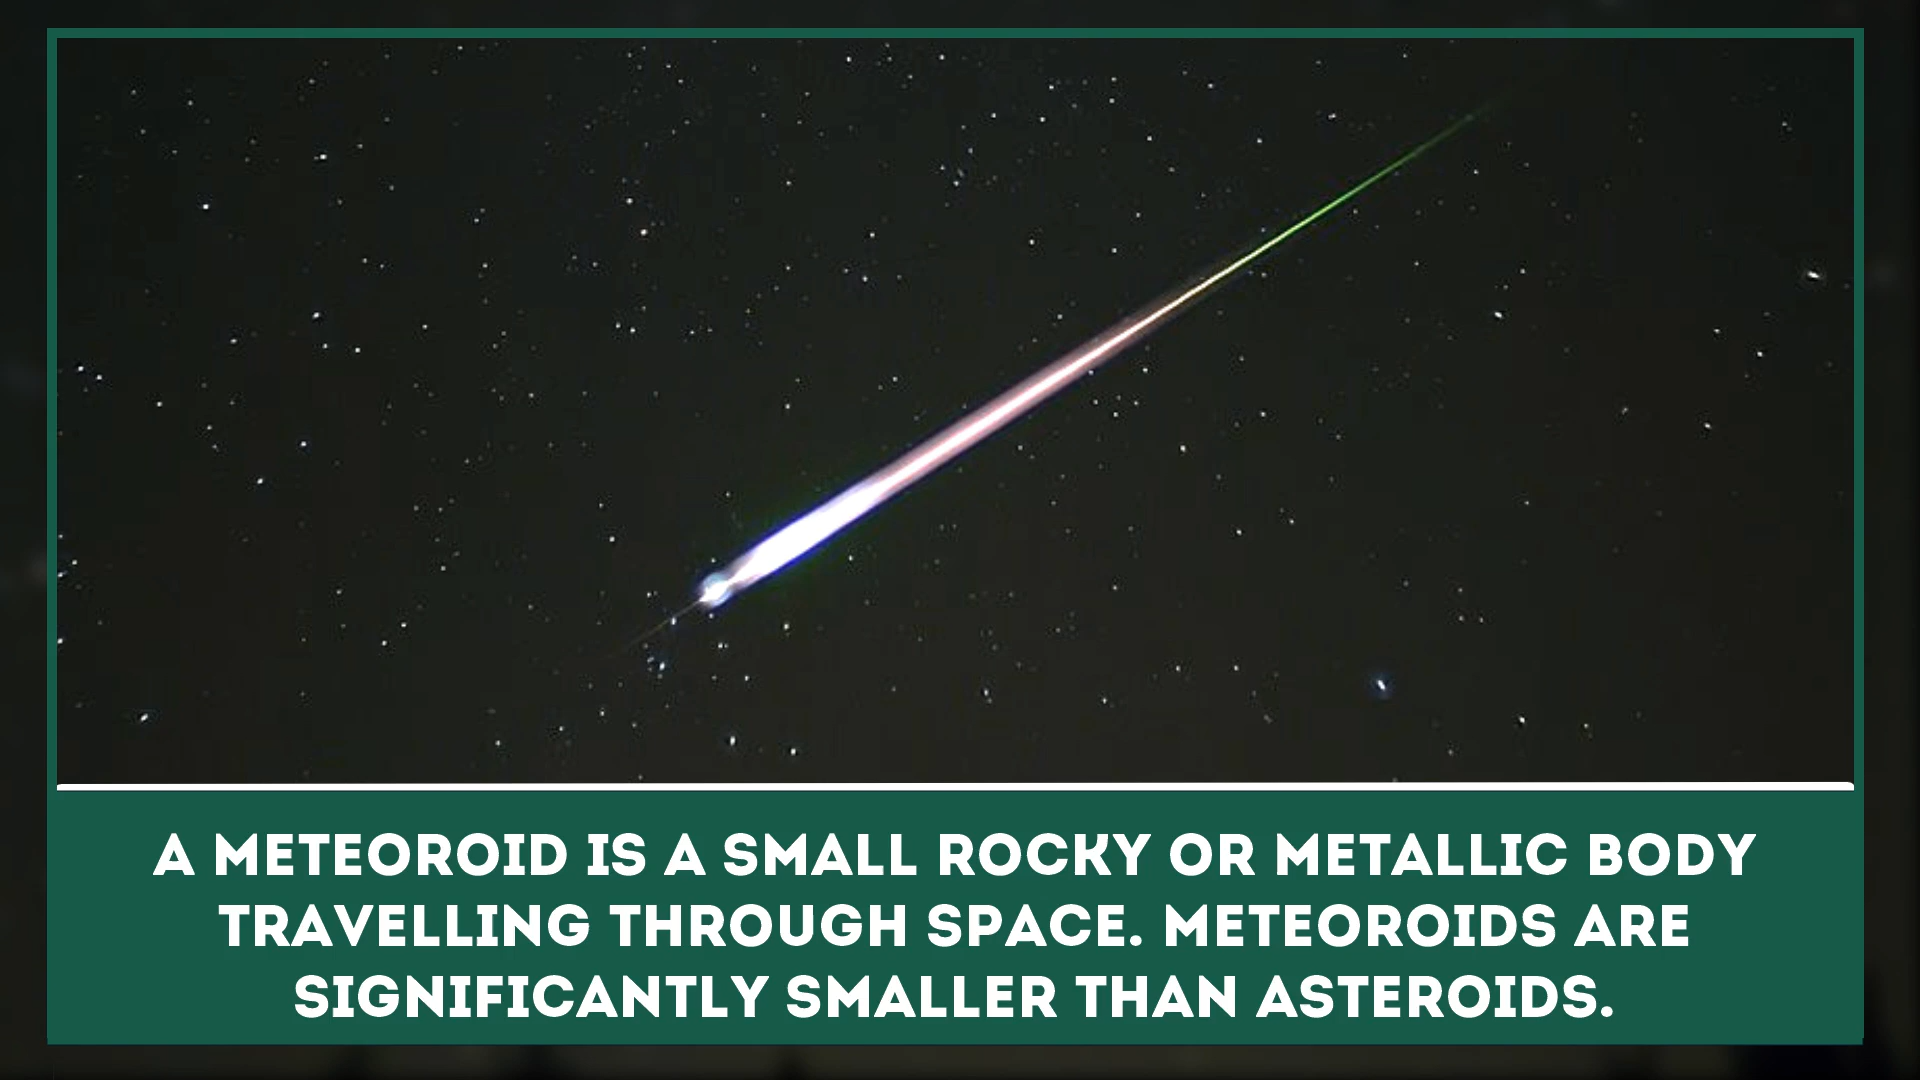 A METEOROID IS A SMALL ROCKY OR METALLIC BODY
TRAVELLING THROUGH SPACE. METEOROIDS ARE
SIGNIFICANTLY SMALLER THAN ASTEROIDS.